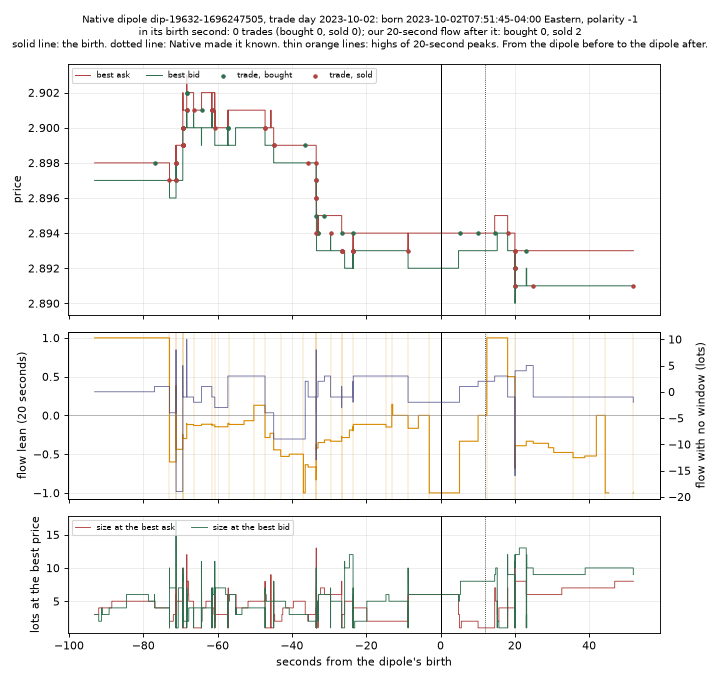 Native dipole dip-19632-1696247505, trade day 2023-10-02: born 2023-10-02T07:51:45-04:00 Eastern, polarity -1
in its birth second: 0 trades (bought 0, sold 0); our 20-second flow after it: bought 0, sold 2
solid line: the birth. dotted line: Native made it known. thin orange lines: highs of 20-second peaks. From the dipole before to the dipole after.
best ask best bid trade, bought trade, sold
2.902
2.900
2.898
2.896
2.894
2.892
2.890
price
1.0
0.5
0.0
−0.5
−1.0
flow lean (20 seconds)
10
5
0
−5
−10
−15
−20
flow with no window (lots)
size at the best ask size at the best bid
15
10
5
lots at the best price
−100 −80 −60 −40 −20 0 20 40
seconds from the dipole's birth